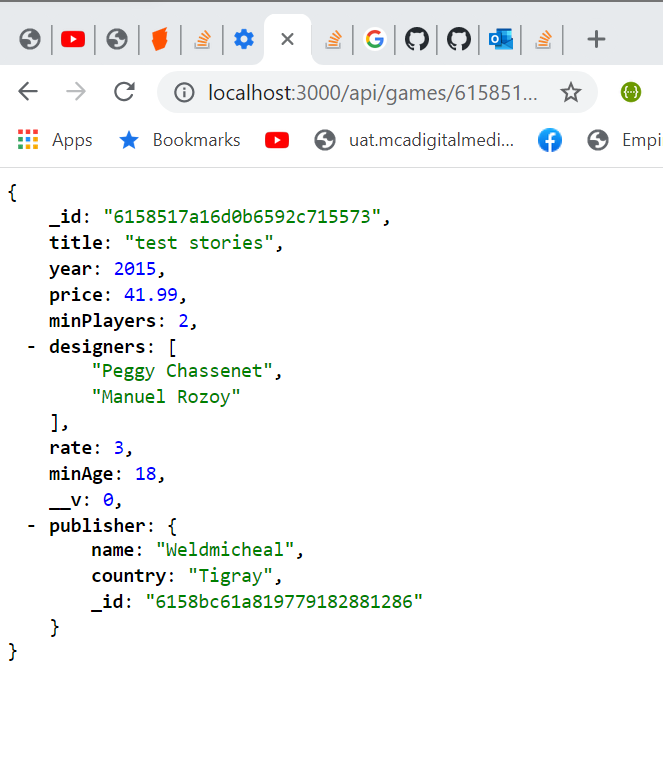 localhost:3000/api/games/615851...
Apps Bookmarks uat.mcadigitalmedi... Empi
{
_id: "6158517a16d0b6592c715573",
title: "test stories",
year: 2015,
price: 41.99,
minPlayers: 2,
- designers: [
"Peggy Chassenet",
"Manuel Rozoy"
],
rate: 3,
minAge: 18,
__v: 0,
- publisher: {
name: "Weldmicheal",
country: "Tigray",
_id: "6158bc61a819779182881286"
}
}